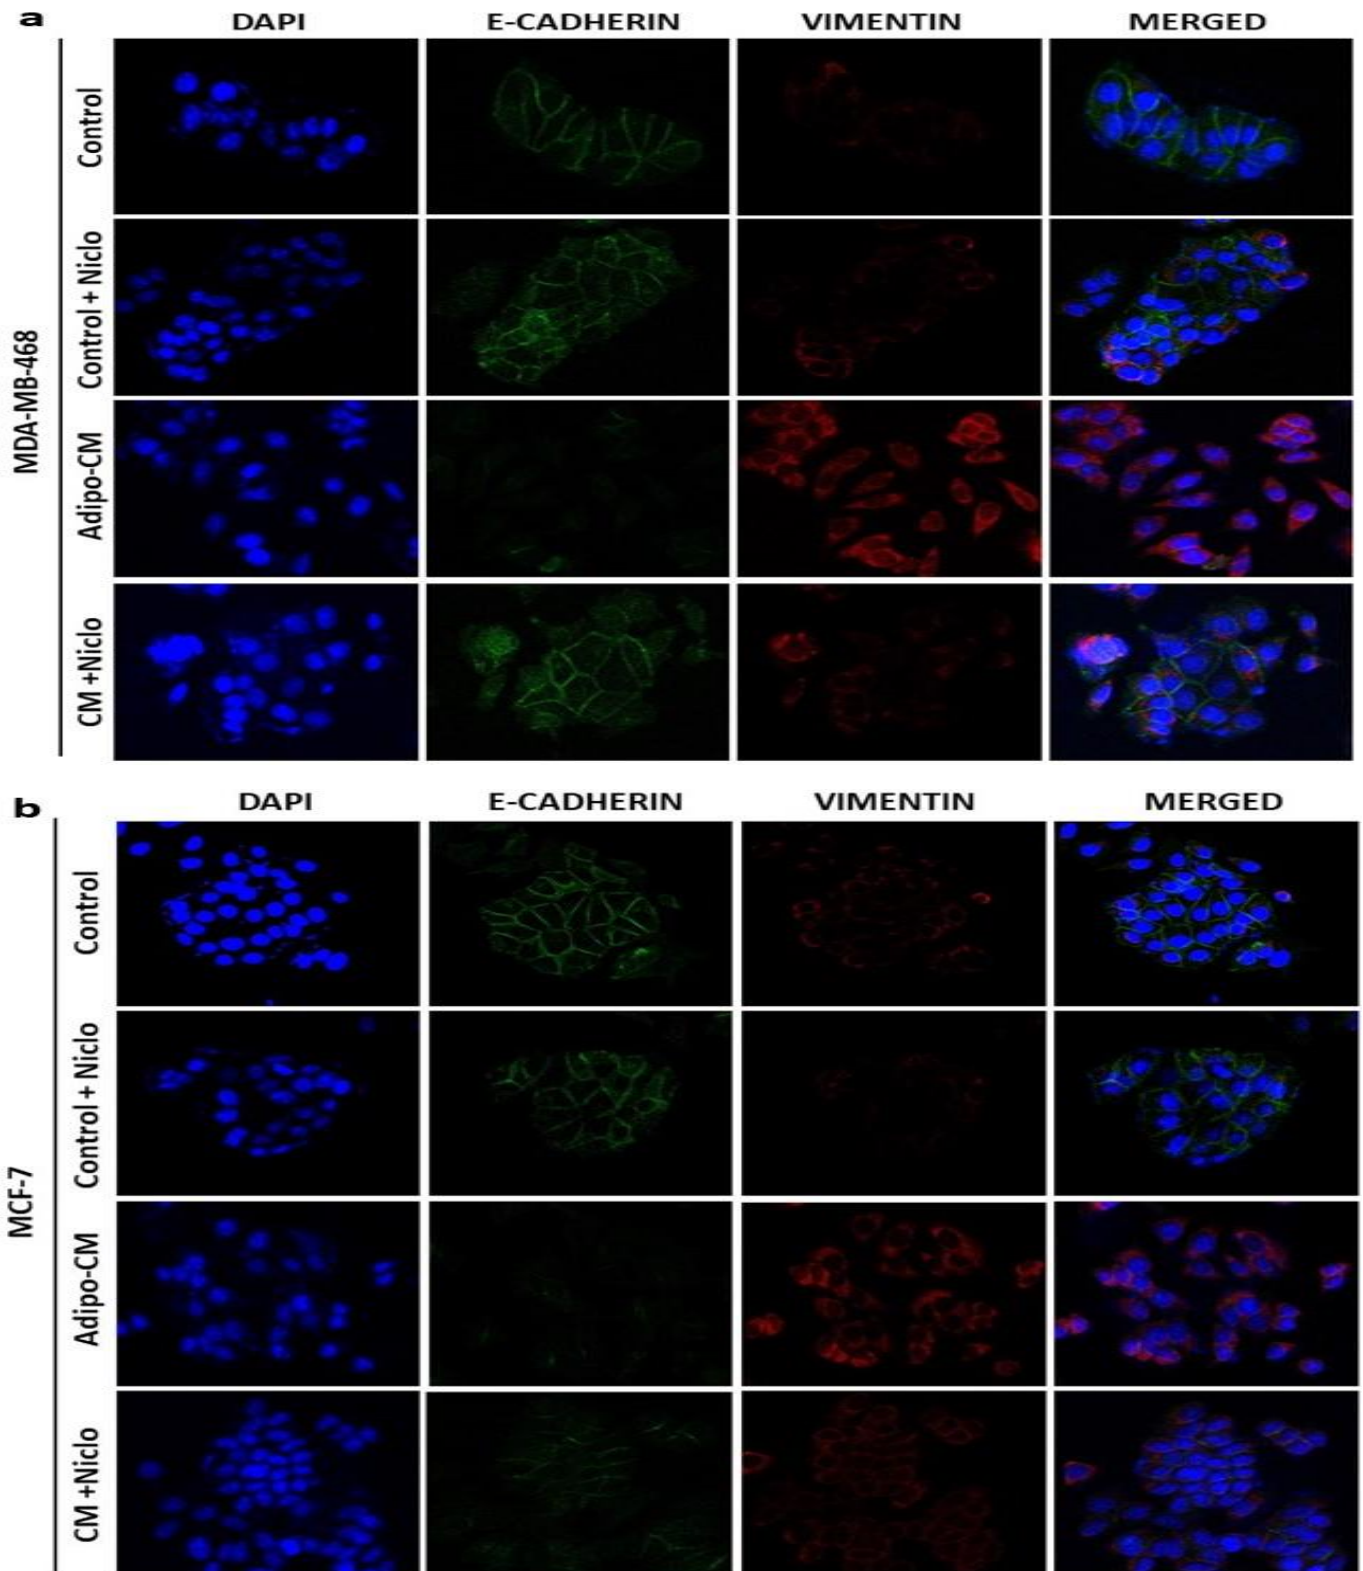 a
DAPI E-CADHERIN VIMENTIN MERGED
MDA-MB-468
Control
Control + Niclo
Adipo-CM
CM +Niclo
b
DAPI E-CADHERIN VIMENTIN MERGED
MCF-7
Control
Control + Niclo
Adipo-CM
CM +Niclo